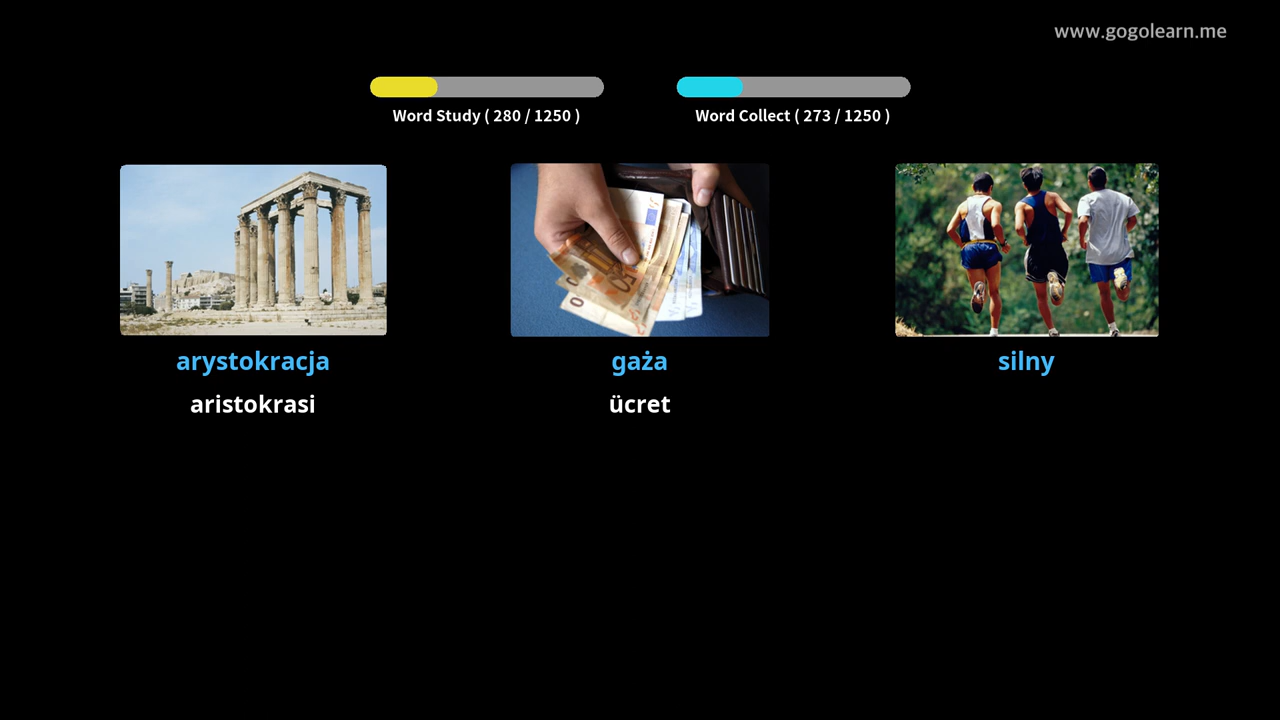 www.gogolearn.me
Word Study ( 280 / 1250 )
Word Collect ( 273 / 1250 )
arystokracja
gaża
silny
aristokrasi
ücret